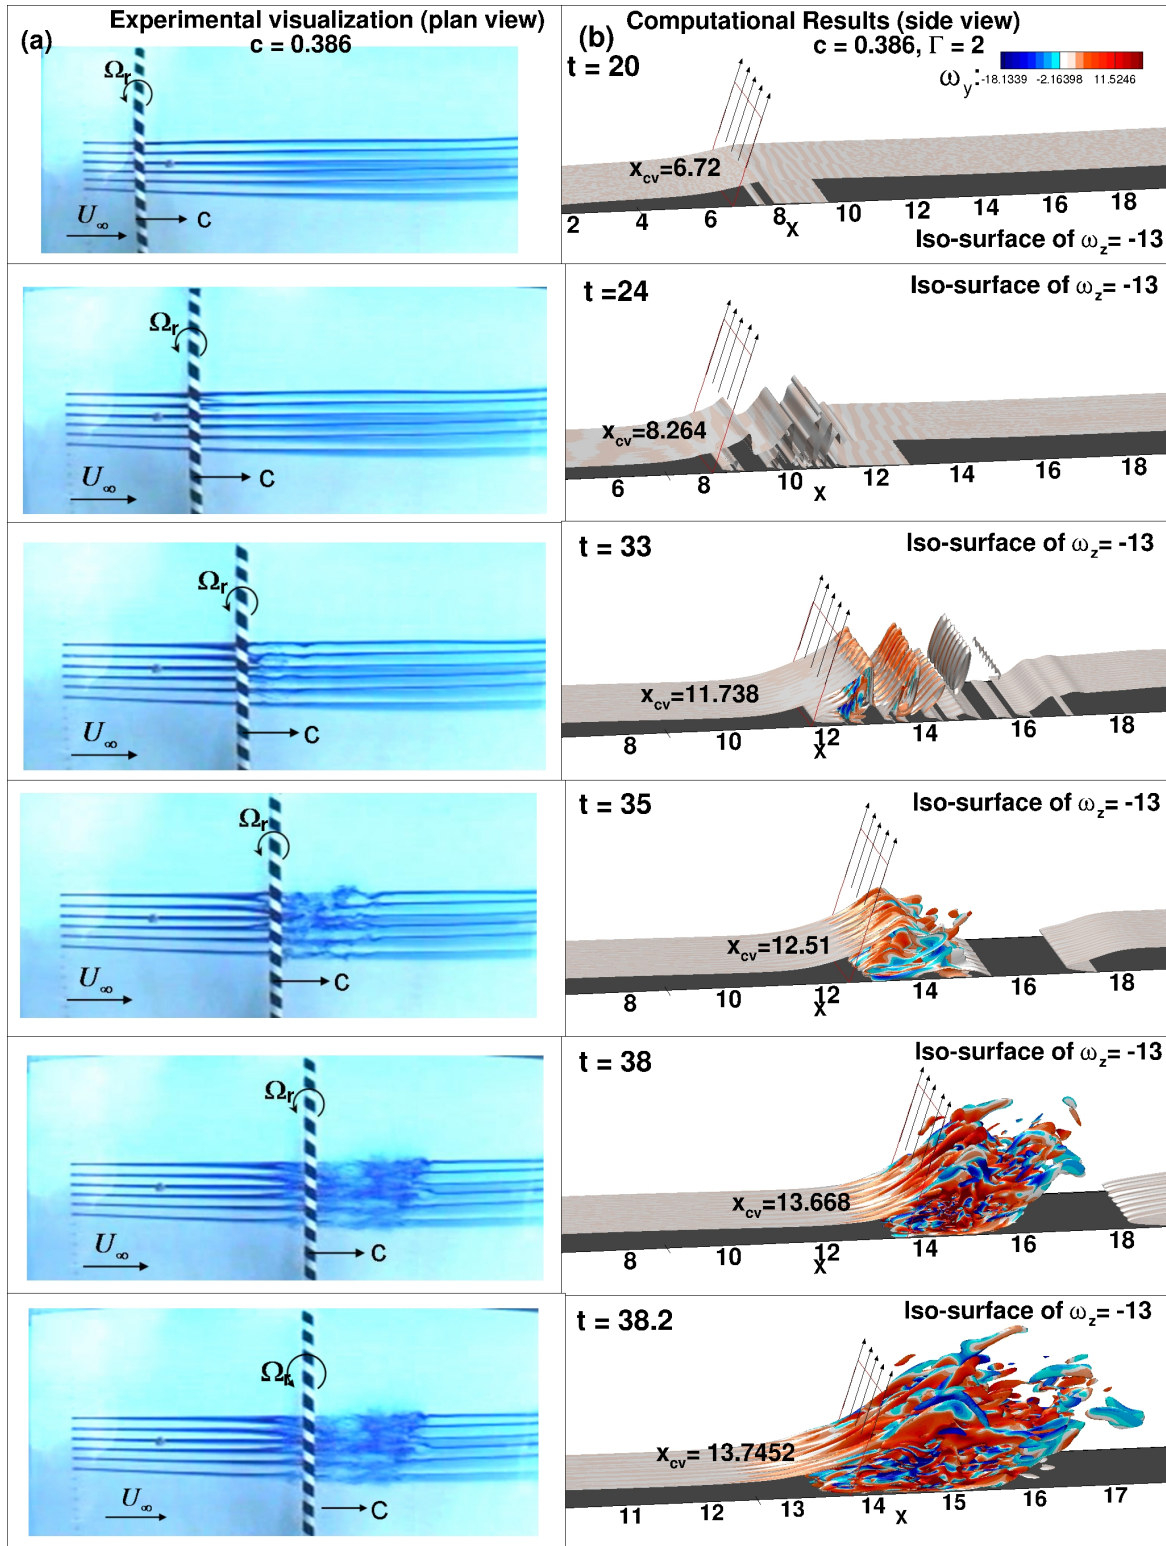 Experimental visualization (plan view)
(a)
c = 0.386
Ωr
U∞
c
(b)
Computational Results (side view)
c = 0.386, Γ = 2
t = 20
ωy:
-18.1339 -2.16398 11.5246
xcv=6.72
2 4 6 8 10 12 14 16 18
X
Iso-surface of ωz= -13
Ωr
U∞
c
t =24
Iso-surface of ωz= -13
xcv=8.264
6 8 10 12 14 16 18
X
Ωr
U∞
c
t = 33
Iso-surface of ωz= -13
xcv=11.738
8 10 12 14 16 18
X
Ωr
U∞
c
t = 35
Iso-surface of ωz= -13
xcv=12.51
8 10 12 14 16 18
X
Ωr
U∞
c
t = 38
Iso-surface of ωz= -13
xcv=13.668
8 10 12 14 16 18
X
Ωr
U∞
c
t = 38.2
Iso-surface of ωz= -13
xcv= 13.7452
11 12 13 14 15 16 17
X